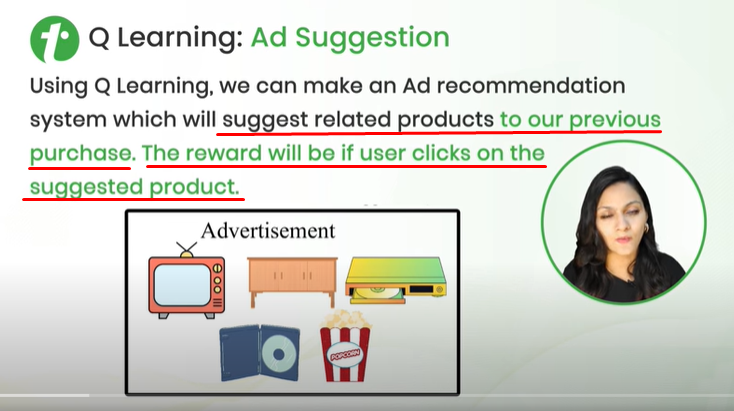 Q Learning: Ad Suggestion
Using Q Learning, we can make an Ad recommendation
system which will suggest related products to our previous
purchase. The reward will be if user clicks on the
suggested product.
Advertisement
POPCORN